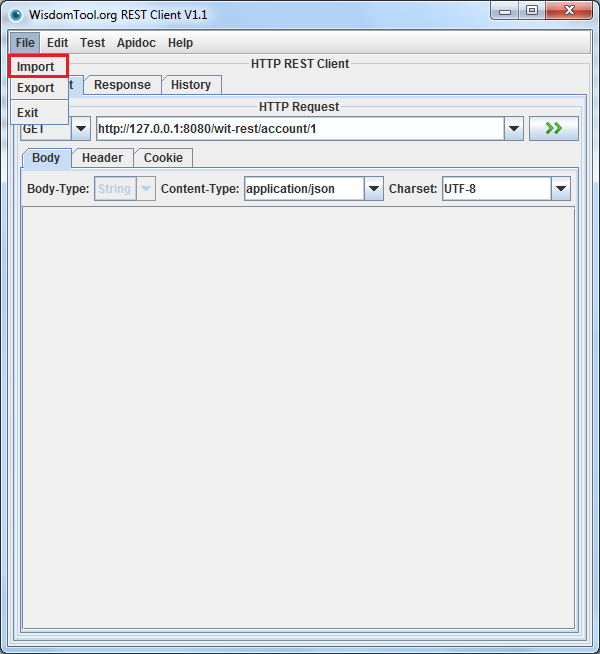 WisdomTool.org REST Client V1.1
File Edit Test Apidoc Help
HTTP REST Client
Import
Export
Exit
t Response History
HTTP Request
GET http://127.0.0.1:8080/wit-rest/account/1
Body Header Cookie
Body-Type: String Content-Type: application/json Charset: UTF-8